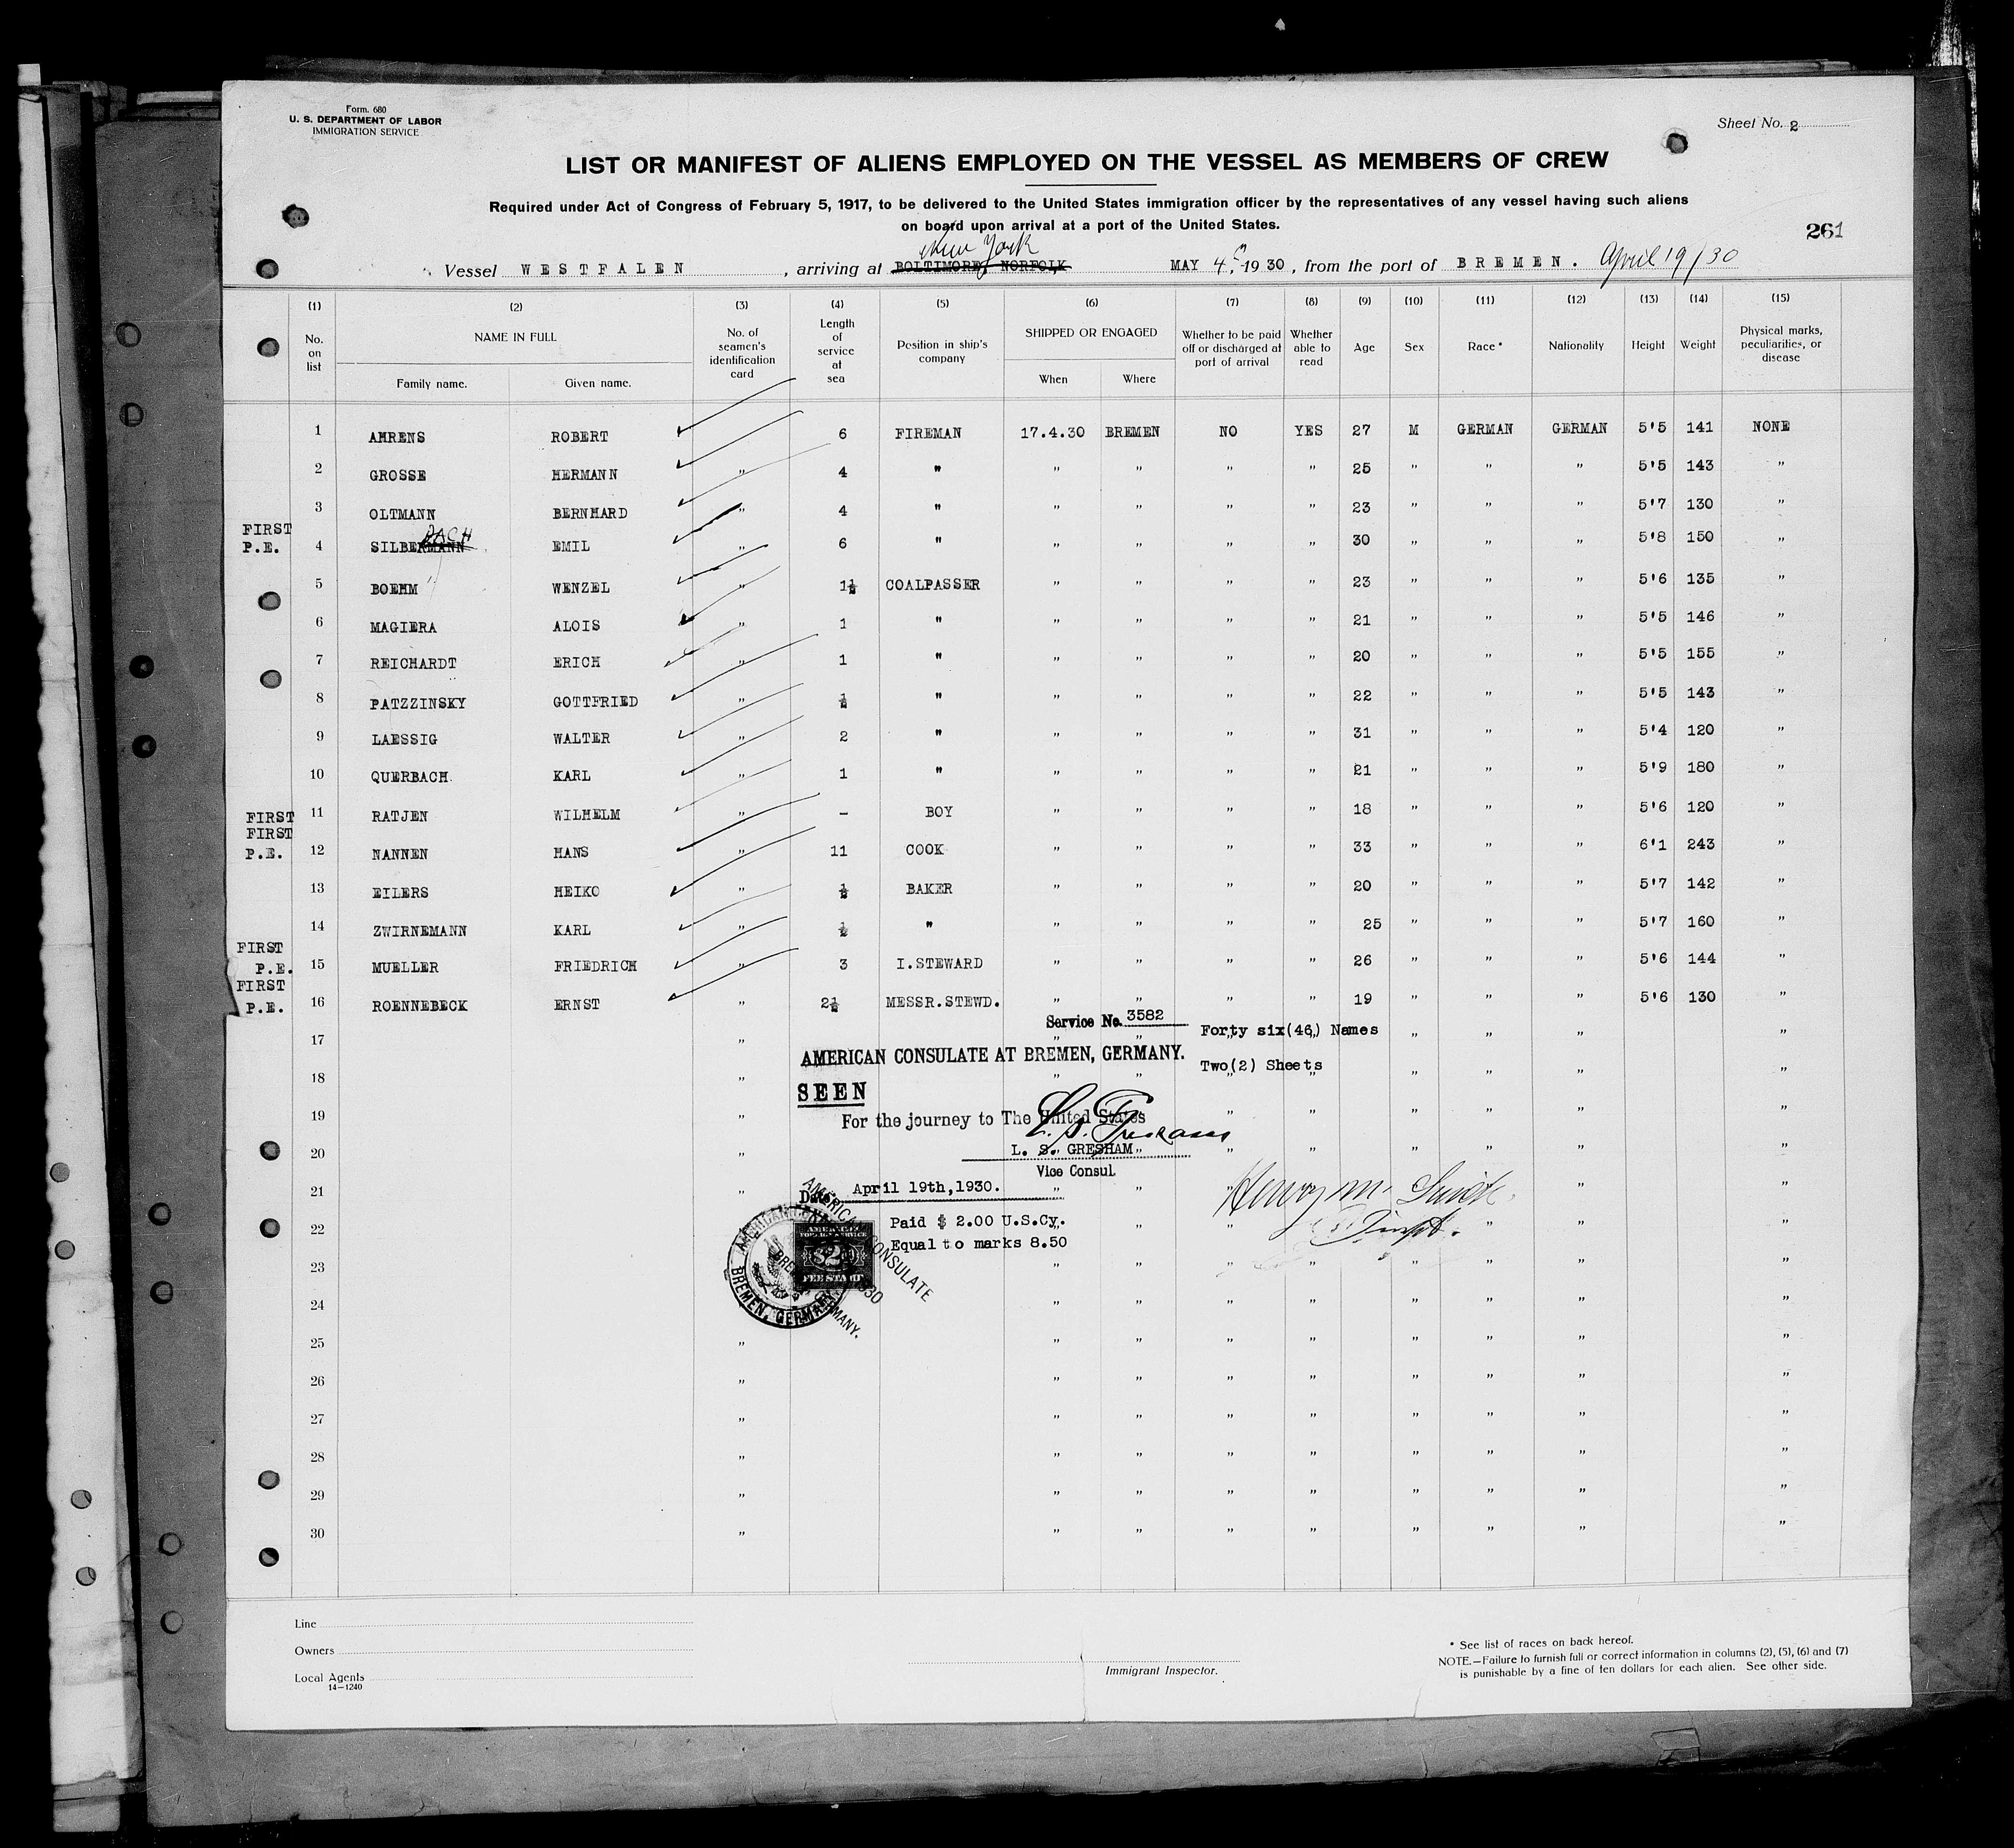 Form. 680
U. S. DEPARTMENT OF LABOR
IMMIGRATION SERVICE
Sheet No. 2
LIST OR MANIFEST OF ALIENS EMPLOYED ON THE VESSEL AS MEMBERS OF CREW
Required under Act of Congress of February 5, 1917, to be delivered to the United States immigration officer by the representatives of any vessel having such aliens
on board upon arrival at a port of the United States.
261
New York
Vessel WESTFALEN, arriving at BOLTIMORE, NORFOLK MAY 4, 1930, from the port of BREMEN. April 19/30
(1) (2) (3) (4) (5) (6) (7) (8) (9) (10) (11) (12) (13) (14) (15)
No. on list NAME IN FULL Family name. Given name. No. of seamen's identification card Length of service at sea Position in ship's company SHIPPED OR ENGAGED When Where Whether to be paid off or discharged at port of arrival Whether able to read Age Sex Race* Nationality Height Weight Physical marks, peculiarities, or disease
1 AHRENS ROBERT 6 FIREMAN 17.4.30 BREMEN NO YES 27 M GERMAN GERMAN 5'5 141 NONE
2 GROSSE HERMANN " 4 " " " " " 25 " " " 5'5 143 "
3 OLTMANN BERNHARD " 4 " " " " " 23 " " " 5'7 130 "
FIRST
P.E. 4 SILBERMANN BACH EMIL " 6 " " " " " 30 " " " 5'8 150 "
5 BOEHM WENZEL " 1½ COALPASSER " " " " 23 " " " 5'6 135 "
6 MAGIERA ALOIS " 1 " " " " " 21 " " " 5'5 146 "
7 REICHARDT ERICH " 1 " " " " " 20 " " " 5'5 155 "
8 PATZZINSKY GOTTFRIED " ½ " " " " " 22 " " " 5'5 143 "
9 LAESSIG WALTER " 2 " " " " " 31 " " " 5'4 120 "
10 QUERBACH KARL " 1 " " " " " 21 " " " 5'9 180 "
FIRST 11 RATJEN WILHELM " - BOY " " " " 18 " " " 5'6 120 "
FIRST
P.E. 12 NANNEN HANS " 11 COOK " " " " 33 " " " 6'1 243 "
13 EILERS HEIKO " ½ BAKER " " " " 20 " " " 5'7 142 "
14 ZWIRNEMANN KARL " ½ " " " " " 25 " " " 5'7 160 "
FIRST
P.E. 15 MUELLER FRIEDRICH " 3 I.STEWARD " " " " 26 " " " 5'6 144 "
FIRST
P.E. 16 ROENNEBECK ERNST " 2½ MESSR.STEWD. " " " " 19 " " " 5'6 130 "
Service No. 3582
17 " " " " " " " " Forty six(46) Names
AMERICAN CONSULATE AT BREMEN, GERMANY.
Two(2) Sheets
18 " " " " " " " " "
SEEN
19 " " " " " " "
For the journey to The United States
20 " " " " " " " " "
L. S. GRESHAM
Vice Consul
21 " " " " "
Date April 19th,1930.
Henry M.
22 " " " "
Paid $ 2.00 U.S.Cy.
Equal to marks 8.50
AMERICAN CONSULATE
BREMEN, GERMANY.
FEE STAMP
BREMEN, GERMANY
23 " " " " " " " "
24 " " " " " " " "
25 " " " " " " " " "
26 " " " " " " " " "
27 " " " " " " " " "
28 " " " " " " " " "
29 " " " " " " " " "
30 " " " " " " " " "
Line
Owners
Local Agents
14—1240
Immigrant Inspector.
* See list of races on back hereof.
NOTE.—Failure to furnish full or correct information in columns (2), (5), (6) and (7)
is punishable by a fine of ten dollars for each alien. See other side.